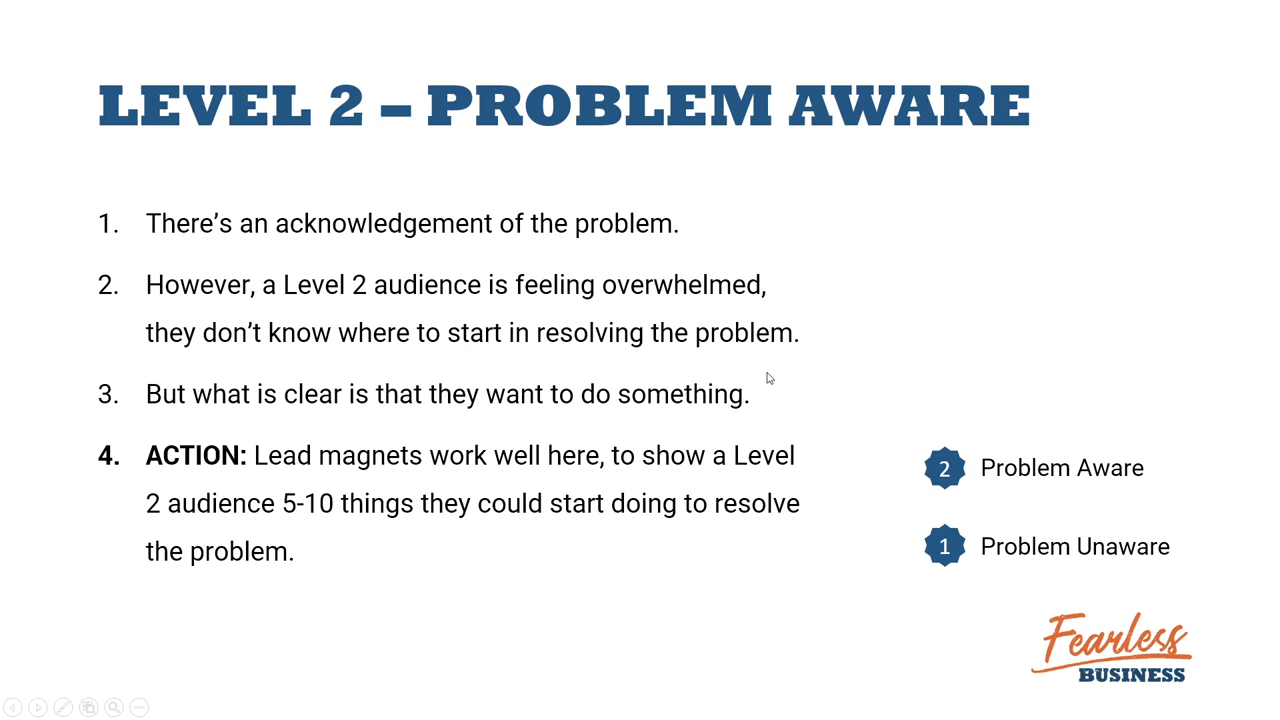 LEVEL 2 – PROBLEM AWARE
1. There’s an acknowledgement of the problem.
2. However, a Level 2 audience is feeling overwhelmed,
they don’t know where to start in resolving the problem.
3. But what is clear is that they want to do something.
4. ACTION: Lead magnets work well here, to show a Level
2 audience 5-10 things they could start doing to resolve
the problem.
2 Problem Aware
1 Problem Unaware
Fearless
BUSINESS